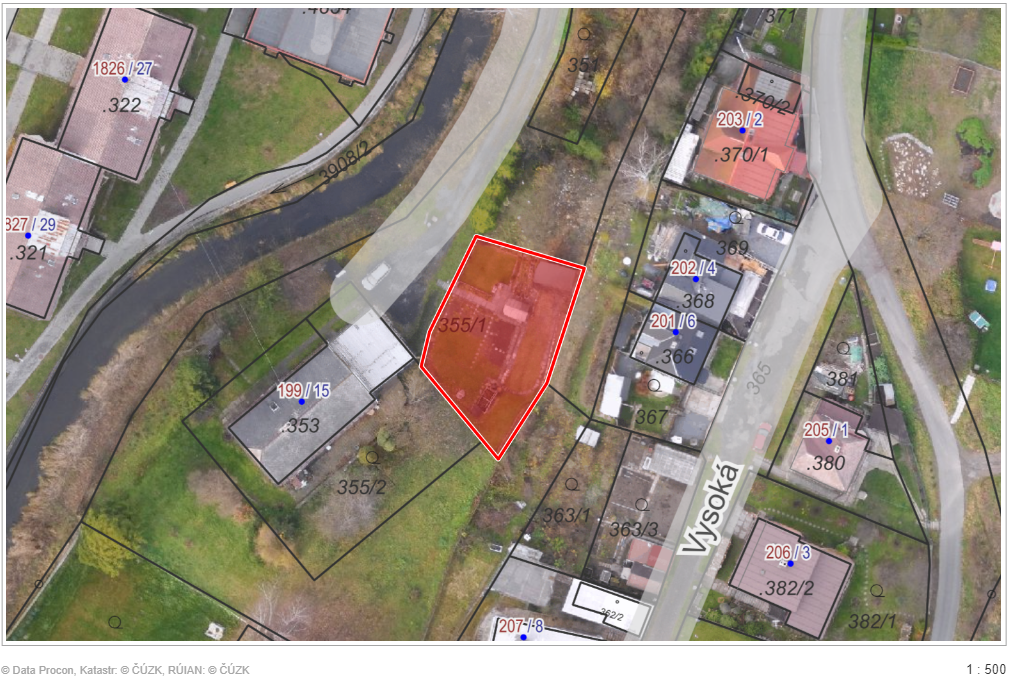 371
1826 / 27
.322
351
.370/2
203 / 2
.370/1
3908/2
827 / 29
.321
369
202 / 4
.368
355/1
201 / 6
.366
365
381
199 / 15
.353
367
205 / 1
.380
355/2
363/1
363/3
Vysoká
206 / 3
.382/2
362/2
382/1
207 / 8
© Data Procon, Katastr: © ČÚZK, RÚIAN: © ČÚZK
1 : 500